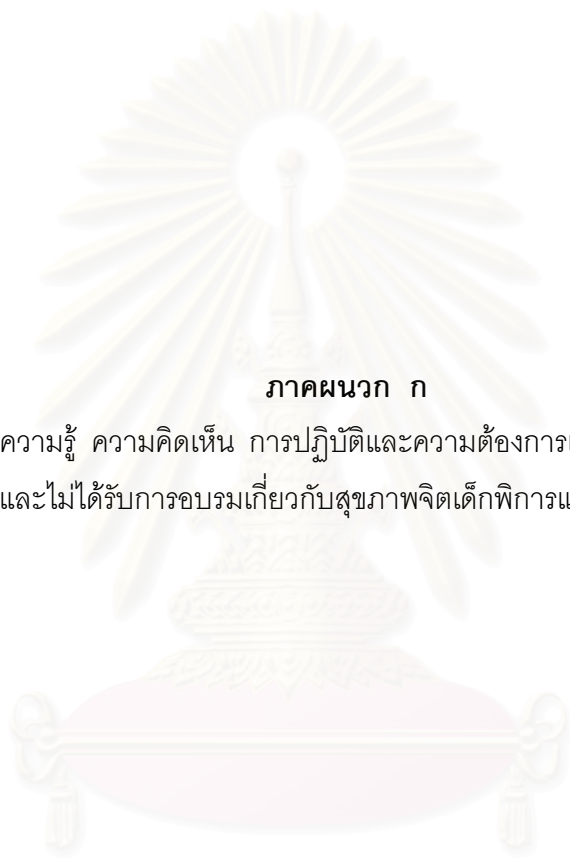 ภาคผนวก ก
ความรู้ ความคิดเห็น การปฏิบัติและความต้องการ
และไม่ได้รับการอบรมเกี่ยวกับสุขภาพจิตเด็กพิการแ